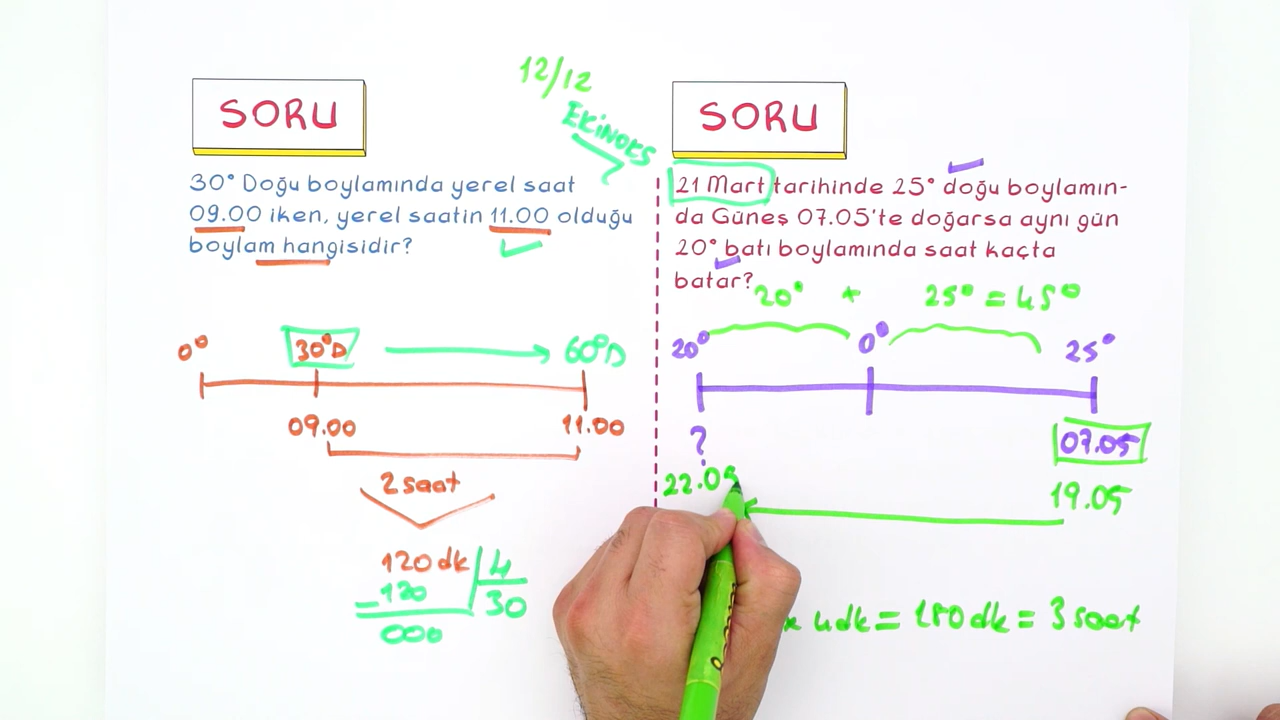 SORU
30° Doğu boylamında yerel saat
09.00 iken, yerel saatin 11.00 olduğu
boylam hangisidir?
0°
30°D
60°D
09.00
11.00
2 saat
120 dk
4
120
30
000
12/12
EKİNOKS
SORU
21 Mart tarihinde 25° doğu boylamın-
da Güneş 07.05'te doğarsa aynı gün
20° batı boylamında saat kaçta
batar?
20° + 25° = 45°
20°
0°
25°
?
07.05
22.05
19.05
x 4dk = 180dk = 3 saat